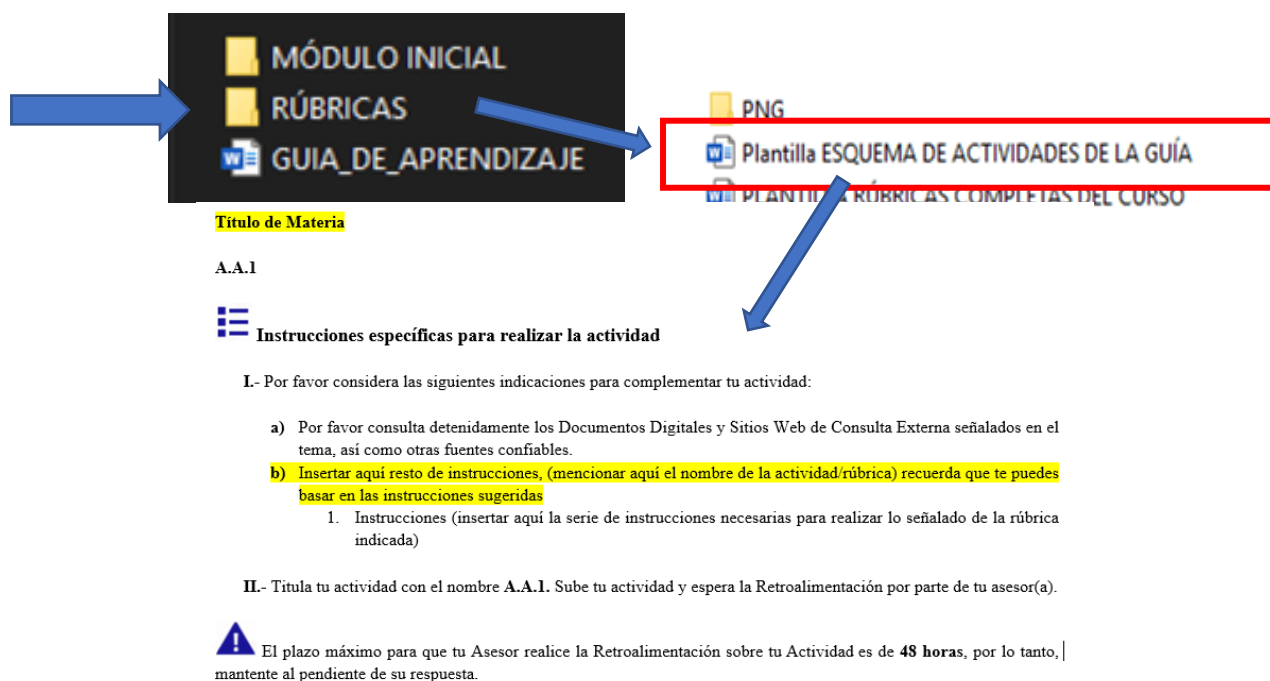 MÓDULO INICIAL
RÚBRICAS
GUIA_DE_APRENDIZAJE
PNG
Plantilla ESQUEMA DE ACTIVIDADES DE LA GUÍA
PLANTILLA RÚBRICAS COMPLETAS DEL CURSO
Título de Materia
A.A.1
Instrucciones específicas para realizar la actividad
I.- Por favor considera las siguientes indicaciones para complementar tu actividad:
a) Por favor consulta detenidamente los Documentos Digitales y Sitios Web de Consulta Externa señalados en el
tema, así como otras fuentes confiables.
b) Insertar aquí resto de instrucciones, (mencionar aquí el nombre de la actividad/rúbrica) recuerda que te puedes
basar en las instrucciones sugeridas
1. Instrucciones (insertar aquí la serie de instrucciones necesarias para realizar lo señalado de la rúbrica
indicada)
II.- Titula tu actividad con el nombre A.A.1. Sube tu actividad y espera la Retroalimentación por parte de tu asesor(a).
El plazo máximo para que tu Asesor realice la Retroalimentación sobre tu Actividad es de 48 horas, por lo tanto,
mantente al pendiente de su respuesta.